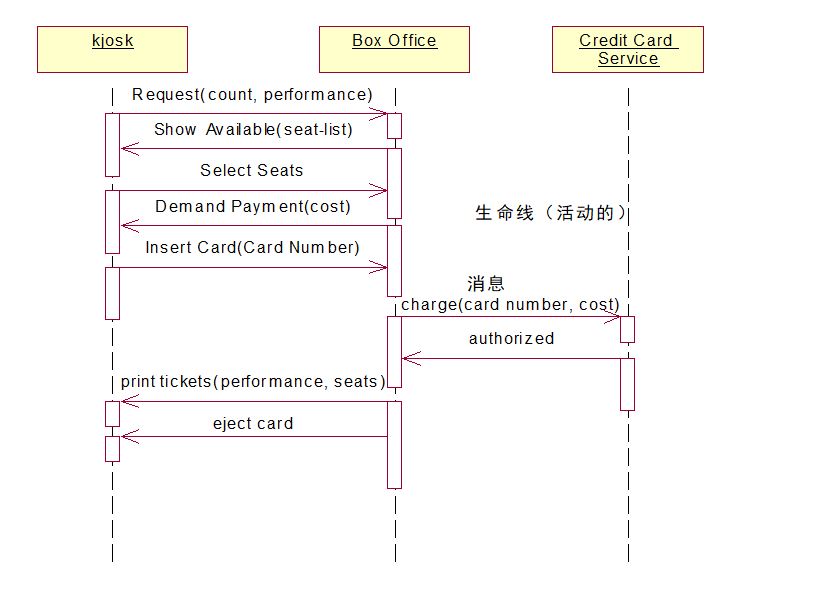 kjosk
Box Office
Credit Card
Service
Request(count, performance)
Show Available(seat-list)
Select Seats
Demand Payment(cost)
生命线（活动的）
Insert Card(Card Number)
消息
charge(card number, cost)
authorized
print tickets(performance, seats)
eject card